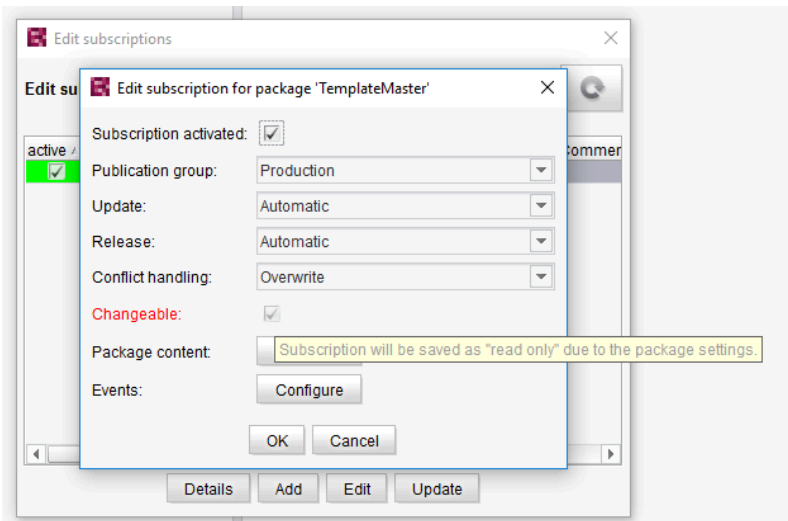 Edit subscriptions
Edit su
Edit subscription for package 'TemplateMaster'
active
Commer
Subscription activated:
Publication group: Production
Update: Automatic
Release: Automatic
Conflict handling: Overwrite
Changeable:
Package content:
Subscription will be saved as "read only" due to the package settings.
Events: Configure
OK Cancel
Details Add Edit Update